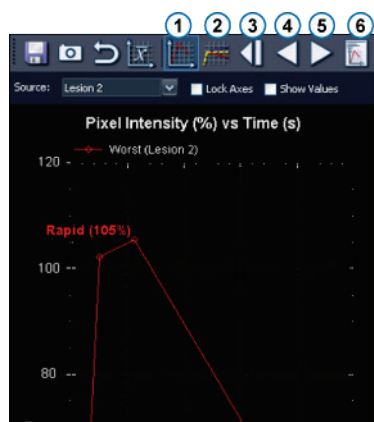 1 2 3 4 5 6
Source: Lesion 2 Lock Axes Show Values
Pixel Intensity (%) vs Time (s)
Worst (Lesion 2)
120
Rapid (105%)
100
80